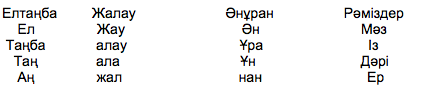 Елтаңба Жалау Әнұран Рәміздер
Ел Жау Ән Мәз
Таңба алау Ұра Із
Таң ала Ұн Дәрі
Аң жал нан Ер